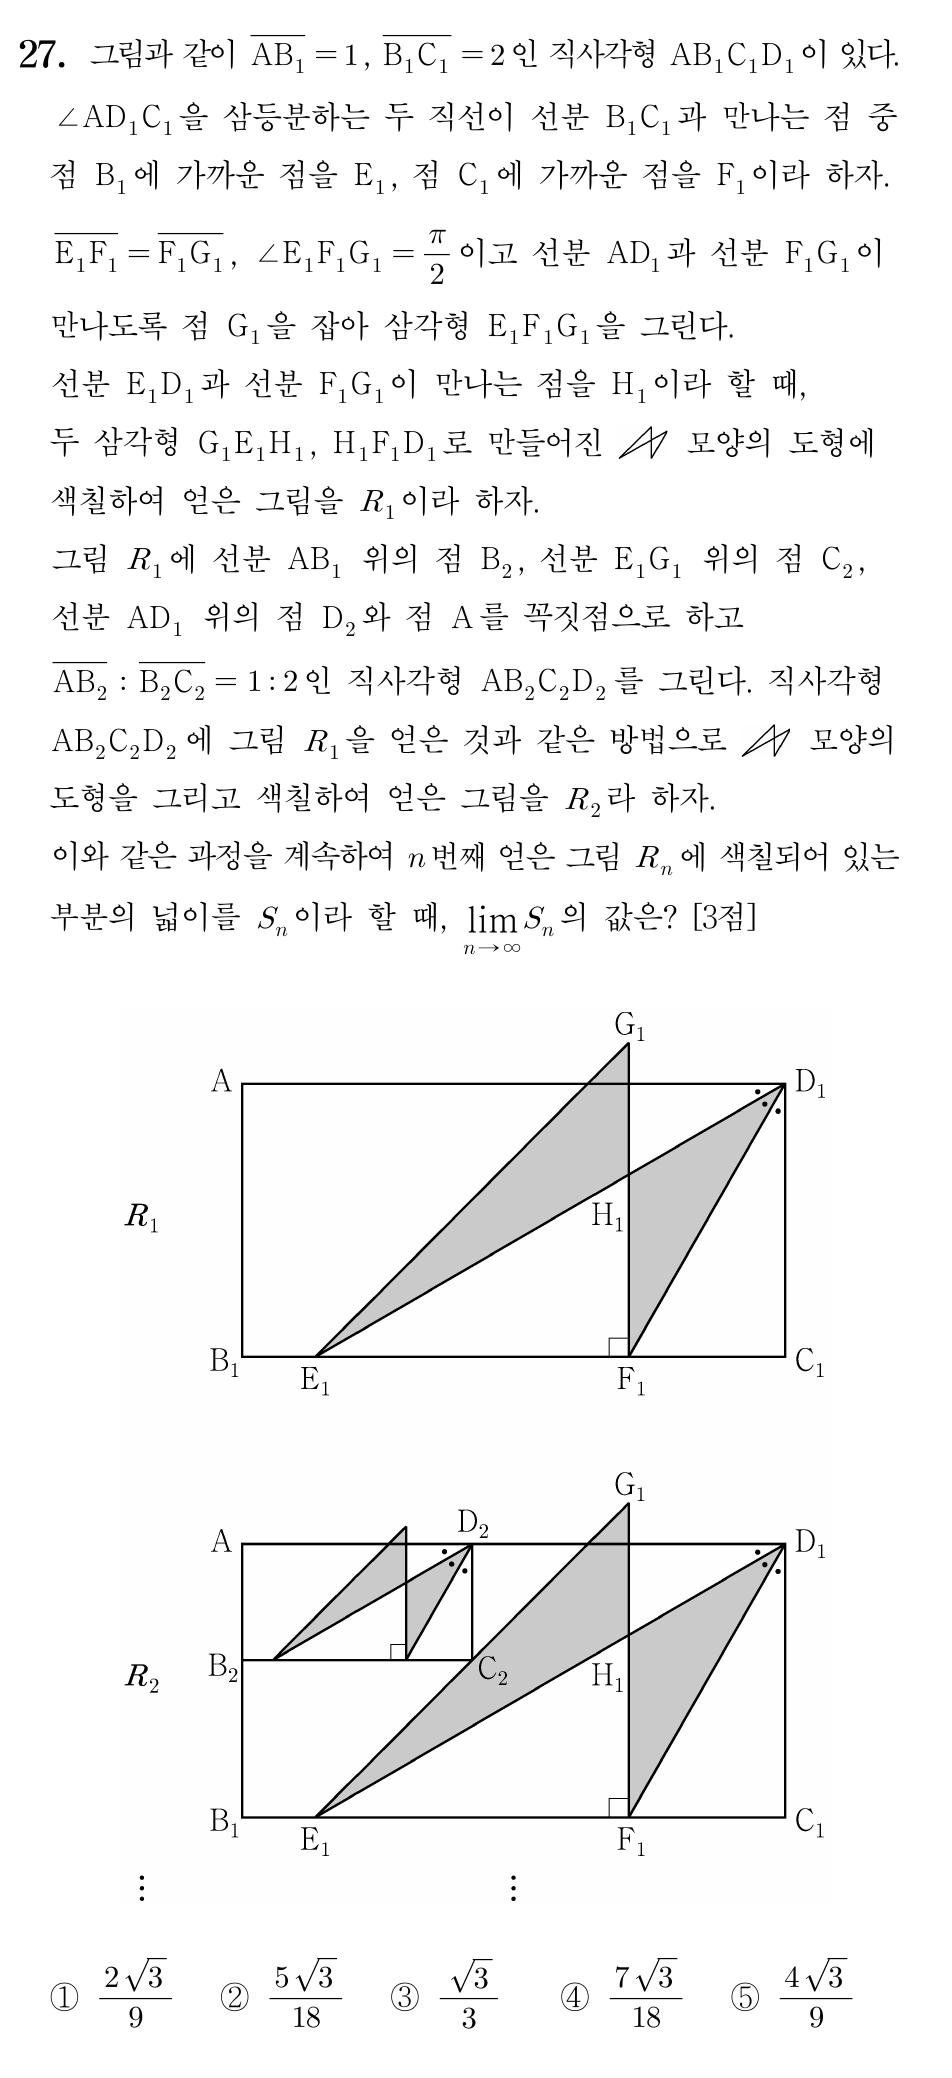 27. 그림과 같이 $\overline{AB_1}=1$, $\overline{B_1C_1}=2$인 직사각형 $AB_1C_1D_1$이 있다.
$\angle AD_1C_1$을 삼등분하는 두 직선이 선분 $B_1C_1$과 만나는 점 중
점 $B_1$에 가까운 점을 $E_1$, 점 $C_1$에 가까운 점을 $F_1$이라 하자.
$\overline{E_1F_1}=\overline{F_1G_1}$, $\angle E_1F_1G_1=\frac{\pi}{2}$이고 선분 $AD_1$과 선분 $F_1G_1$이
만나도록 점 $G_1$을 잡아 삼각형 $E_1F_1G_1$을 그린다.
선분 $E_1D_1$과 선분 $F_1G_1$이 만나는 점을 $H_1$이라 할 때,
두 삼각형 $G_1E_1H_1$, $H_1F_1D_1$로 만들어진 모양의 도형에
색칠하여 얻은 그림을 $R_1$이라 하자.
그림 $R_1$에 선분 $AB_1$ 위의 점 $B_2$, 선분 $E_1G_1$ 위의 점 $C_2$,
선분 $AD_1$ 위의 점 $D_2$와 점 A를 꼭짓점으로 하고
$\overline{AB_2}:\overline{B_2C_2}=1:2$인 직사각형 $AB_2C_2D_2$를 그린다. 직사각형
$AB_2C_2D_2$에 그림 $R_1$을 얻은 것과 같은 방법으로 모양의
도형을 그리고 색칠하여 얻은 그림을 $R_2$라 하자.
이와 같은 과정을 계속하여 $n$번째 얻은 그림 $R_n$에 색칠되어 있는
부분의 넓이를 $S_n$이라 할 때, $\lim_{n\to\infty}S_n$의 값은? [3점]
$G_1$
A
$D_1$
$R_1$
$H_1$
$B_1$
$E_1$
$F_1$
$C_1$
$G_1$
A
$D_2$
$D_1$
$R_2$
$B_2$
$C_2$
$H_1$
$B_1$
$E_1$
$F_1$
$C_1$
⋮ ⋮
① $\frac{2\sqrt{3}}{9}$ ② $\frac{5\sqrt{3}}{18}$ ③ $\frac{\sqrt{3}}{3}$ ④ $\frac{7\sqrt{3}}{18}$ ⑤ $\frac{4\sqrt{3}}{9}$